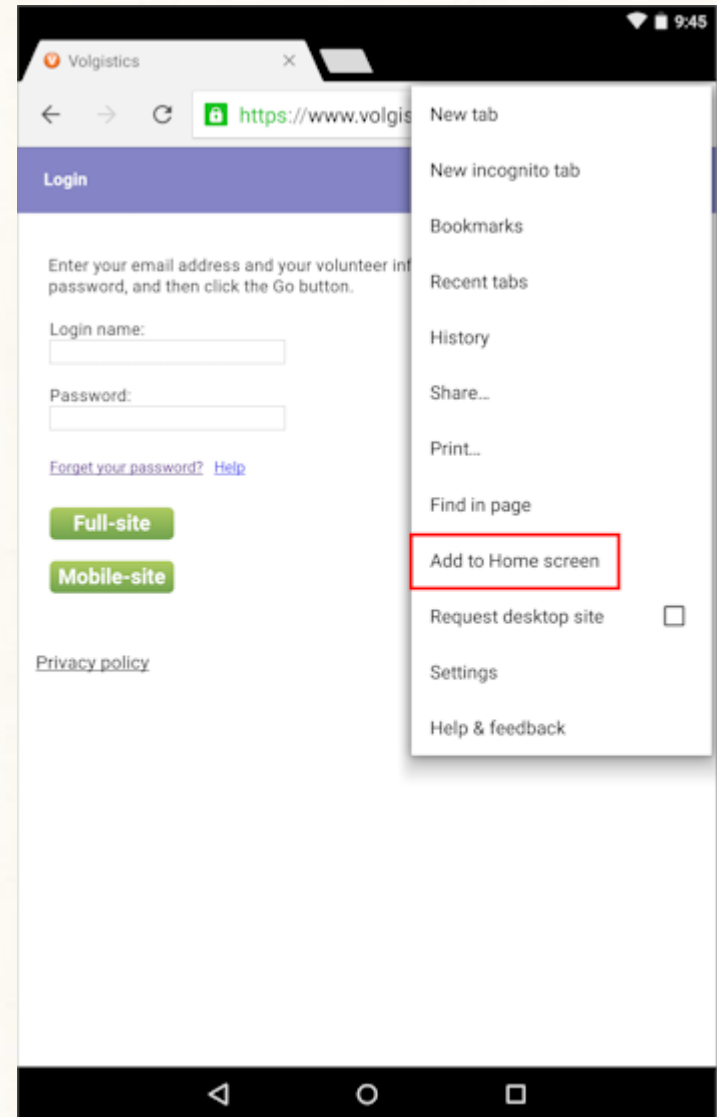 9:45
Volgistics
https://www.volgis
Login
Enter your email address and your volunteer inf
password, and then click the Go button.
Login name:
Password:
Forget your password? Help
Full-site
Mobile-site
Privacy policy
New tab
New incognito tab
Bookmarks
Recent tabs
History
Share...
Print...
Find in page
Add to Home screen
Request desktop site
Settings
Help & feedback